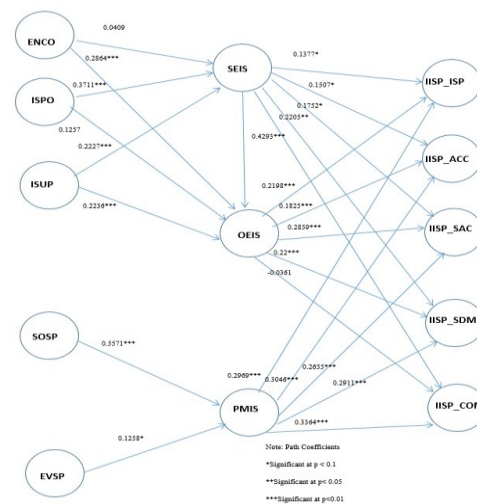 ENCO
0.0409
SEIS
0.1377*
IISP_ISP
0.2864***
0.3711***
0.1507*
0.1752*
0.2205**
ISPO
0.1257
0.4293***
IISP_ACC
0.2227***
ISUP
0.2236***
0.2198***
0.1825***
0.2859***
OEIS
IISP_SAC
0.22***
-0.0361
IISP_SDM
SOSP
0.5571***
0.2969***
0.3046***
0.2655***
0.2911***
PMIS
IISP_COM
0.3364***
0.1258*
EVSP
Note: Path Coefficients
*Significant at p < 0.1
**Significant at p< 0.05
***Significant at p<0.01